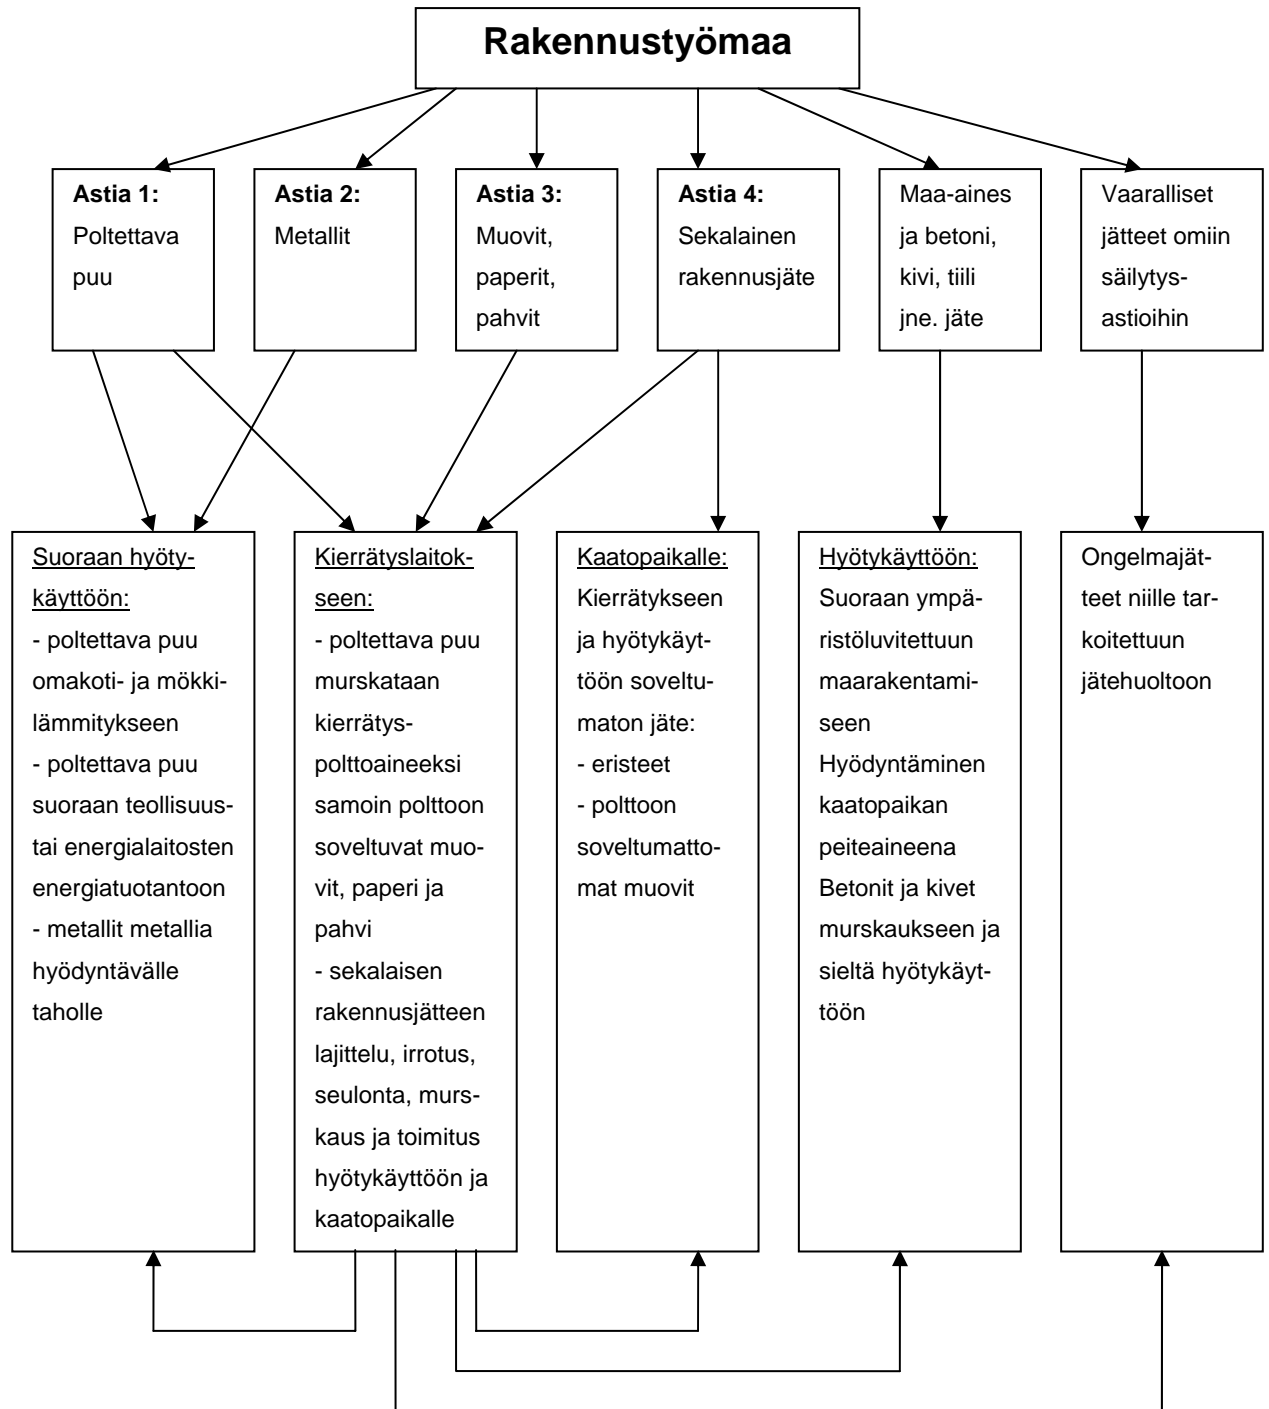 Rakennustyömaa
Astia 1:
Poltettava
puu
Astia 2:
Metallit
Astia 3:
Muovit,
paperit,
pahvit
Astia 4:
Sekalainen
rakennusjäte
Maa-aines
ja betoni,
kivi, tiili
jne. jäte
Vaaralliset
jätteet omiin
säilytys-
astioihin
Suoraan hyöty-
käyttöön:
- poltettava puu
omakoti- ja mökki-
lämmitykseen
- poltettava puu
suoraan teollisuus-
tai energialaitosten
energiatuotantoon
- metallit metallia
hyödyntävälle
taholle
Kierrätyslaitok-
seen:
- poltettava puu
murskataan
kierrätys-
polttoaineeksi
samoin polttoon
soveltuvat muo-
vit, paperi ja
pahvi
- sekalaisen
rakennusjätteen
lajittelu, irrotus,
seulonta, murs-
kaus ja toimitus
hyötykäyttöön ja
kaatopaikalle
Kaatopaikalle:
Kierrätykseen
ja hyötykäyt-
töön soveltu-
maton jäte:
- eristeet
- polttoon
soveltumatto-
mat muovit
Hyötykäyttöön:
Suoraan ympä-
ristöluvitettuun
maarakentami-
seen
Hyödyntäminen
kaatopaikan
peiteaineena
Betonit ja kivet
murskaukseen ja
sieltä hyötykäyt-
töön
Ongelmajät-
teet niille tar-
koitettuun
jätehuoltoon